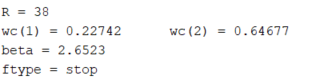 R = 38
wc(1) = 0.22742 wc(2) = 0.64677
beta = 2.6523
ftype = stop